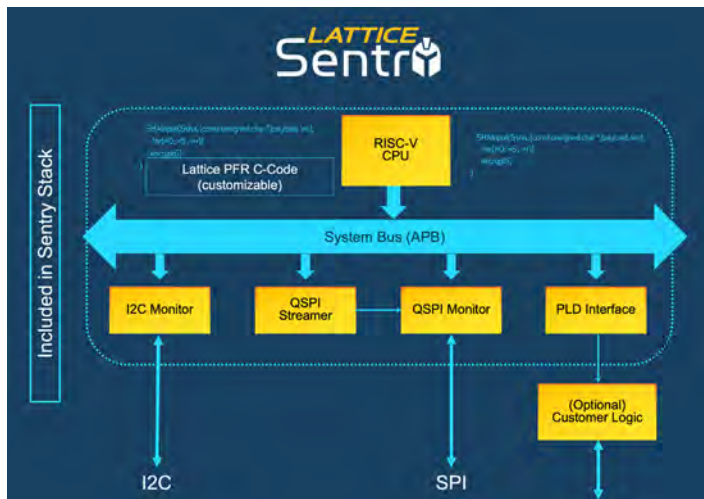 LATTICE
Sentry
Included in Sentry Stack
RISC-V
CPU
Lattice PFR C-Code
(customizable)
System Bus (APB)
I2C Monitor
QSPI
Streamer
QSPI Monitor
PLD Interface
(Optional)
Customer Logic
I2C
SPI